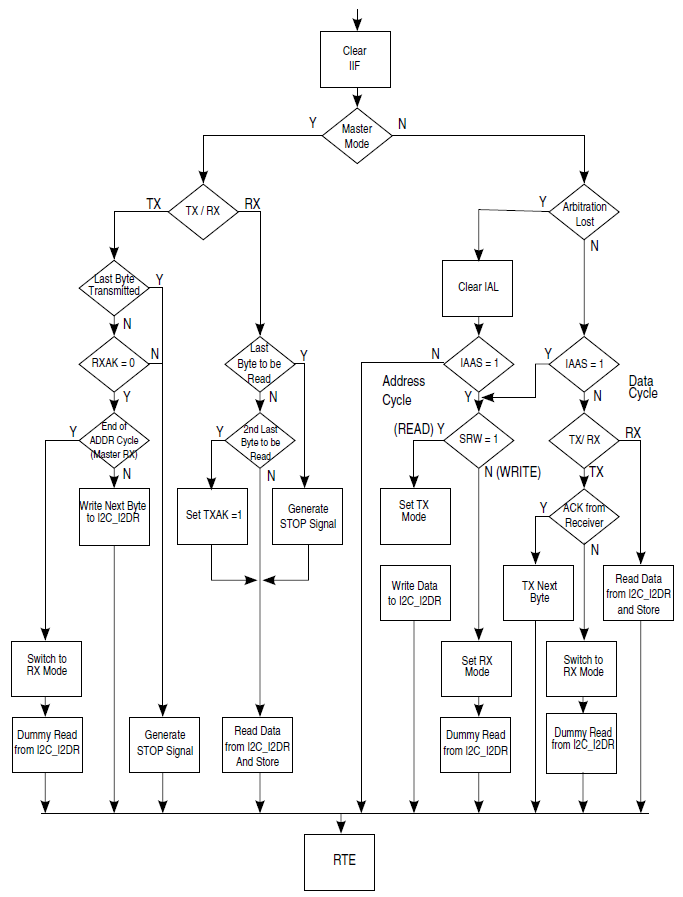 Clear
IIF
Master
Mode
Y
N
TX / RX
TX
RX
Arbitration
Lost
Y
N
Last Byte
Transmitted
Y
N
Clear IAL
RXAK = 0
N
Y
Last
Byte to be
Read
Y
N
IAAS = 1
N
Y
Address
Cycle
IAAS = 1
Y
N
Data
Cycle
End of
ADDR Cycle
(Master RX)
Y
N
2nd Last
Byte to be
Read
Y
N
SRW = 1
(READ) Y
N (WRITE)
TX/ RX
RX
TX
Write Next Byte
to I2C_I2DR
Set TXAK =1
Generate
STOP Signal
Set TX
Mode
ACK from
Receiver
Y
N
Write Data
to I2C_I2DR
TX Next
Byte
Read Data
from I2C_I2DR
and Store
Switch to
RX Mode
Set RX
Mode
Switch to
RX Mode
Dummy Read
from I2C_I2DR
Generate
STOP Signal
Read Data
from I2C_I2DR
And Store
Dummy Read
from I2C_I2DR
Dummy Read
from I2C_I2DR
RTE